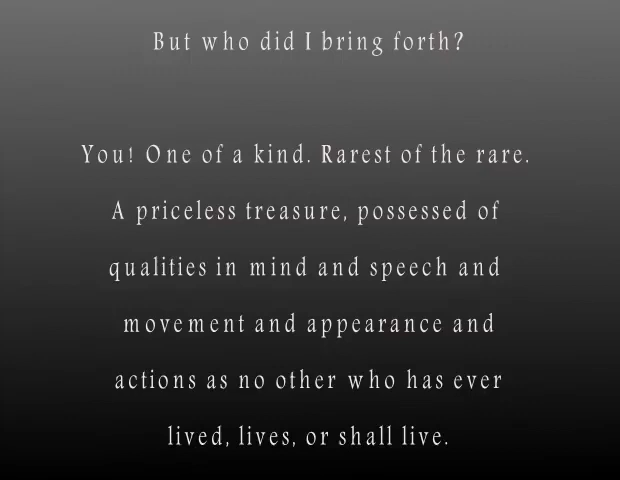 But who did I bring forth?
You! One of a kind. Rarest of the rare.
A priceless treasure, possessed of
qualities in mind and speech and
movement and appearance and
actions as no other who has ever
lived, lives, or shall live.